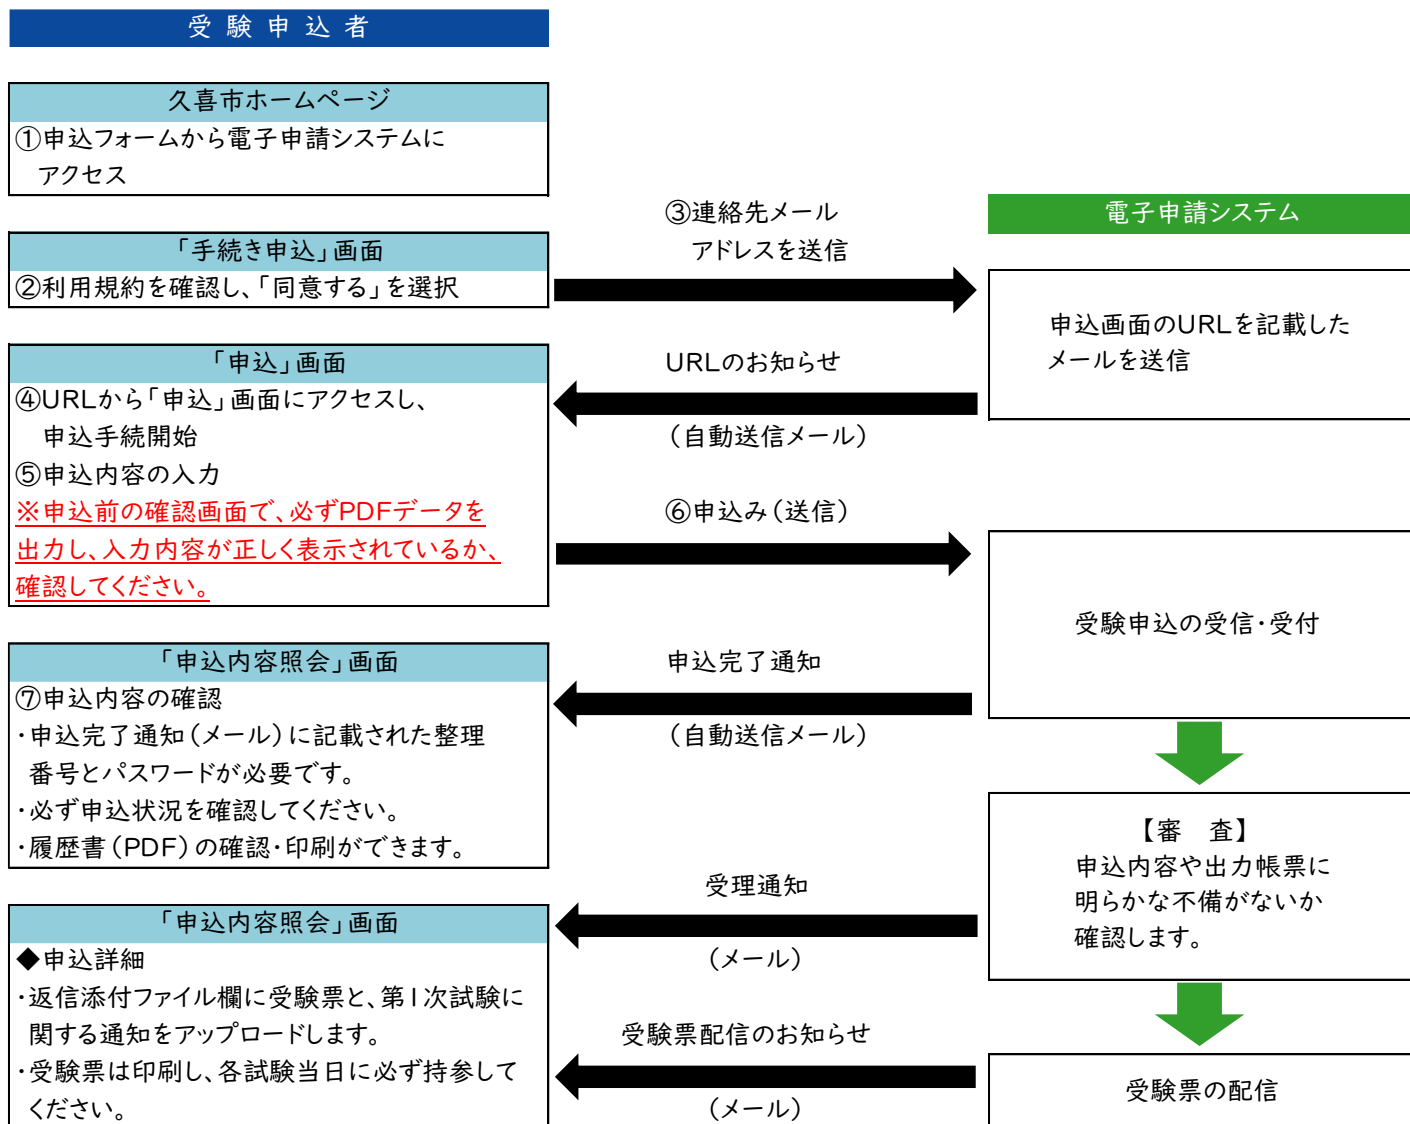 受験申込者
久喜市ホームページ
①申込フォームから電子申請システムに
アクセス
③連絡先メール
アドレスを送信
電子申請システム
「手続き申込」画面
②利用規約を確認し、「同意する」を選択
申込画面のURLを記載した
メールを送信
「申込」画面
④URLから「申込」画面にアクセスし、
申込手続開始
⑤申込内容の入力
※申込前の確認画面で、必ずPDFデータを
出力し、入力内容が正しく表示されているか、
確認してください。
URLのお知らせ
(自動送信メール)
⑥申込み(送信)
受験申込の受信・受付
「申込内容照会」画面
⑦申込内容の確認
・申込完了通知(メール)に記載された整理
番号とパスワードが必要です。
・必ず申込状況を確認してください。
・履歴書(PDF)の確認・印刷ができます。
申込完了通知
(自動送信メール)
【審　査】
申込内容や出力帳票に
明らかな不備がないか
確認します。
受理通知
(メール)
「申込内容照会」画面
◆申込詳細
・返信添付ファイル欄に受験票と、第1次試験に
関する通知をアップロードします。
・受験票は印刷し、各試験当日に必ず持参して
ください。
受験票配信のお知らせ
(メール)
受験票の配信